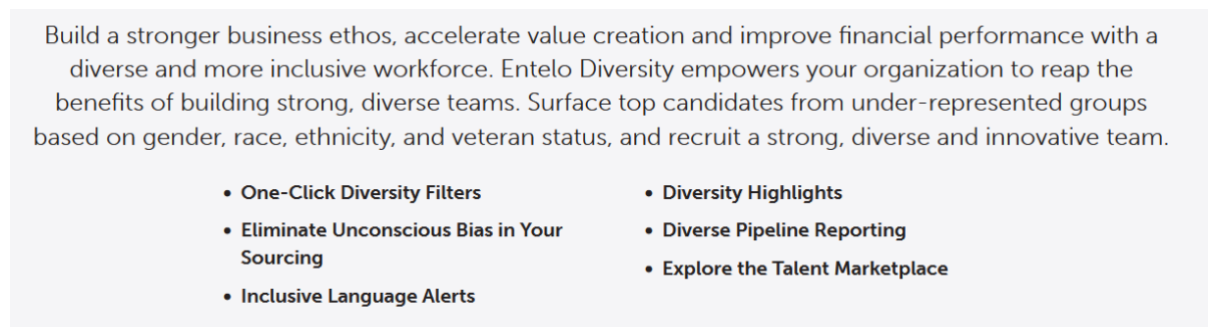 Build a stronger business ethos, accelerate value creation and improve financial performance with a
diverse and more inclusive workforce. Entelo Diversity empowers your organization to reap the
benefits of building strong, diverse teams. Surface top candidates from under-represented groups
based on gender, race, ethnicity, and veteran status, and recruit a strong, diverse and innovative team.
• One-Click Diversity Filters
• Eliminate Unconscious Bias in Your
Sourcing
• Inclusive Language Alerts
• Diversity Highlights
• Diverse Pipeline Reporting
• Explore the Talent Marketplace